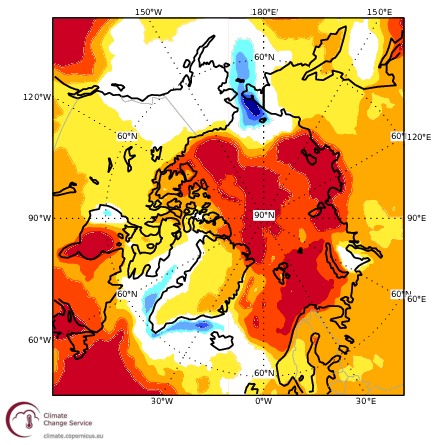 150°W 180°E 150°E
60°N
120°W 60°N 60°N 120°E
90°W 90°N 90°E
60°N 60°N 60°E
60°W 60°N
30°W 0°W 30°E
Climate
Change Service
climate.copernicus.eu